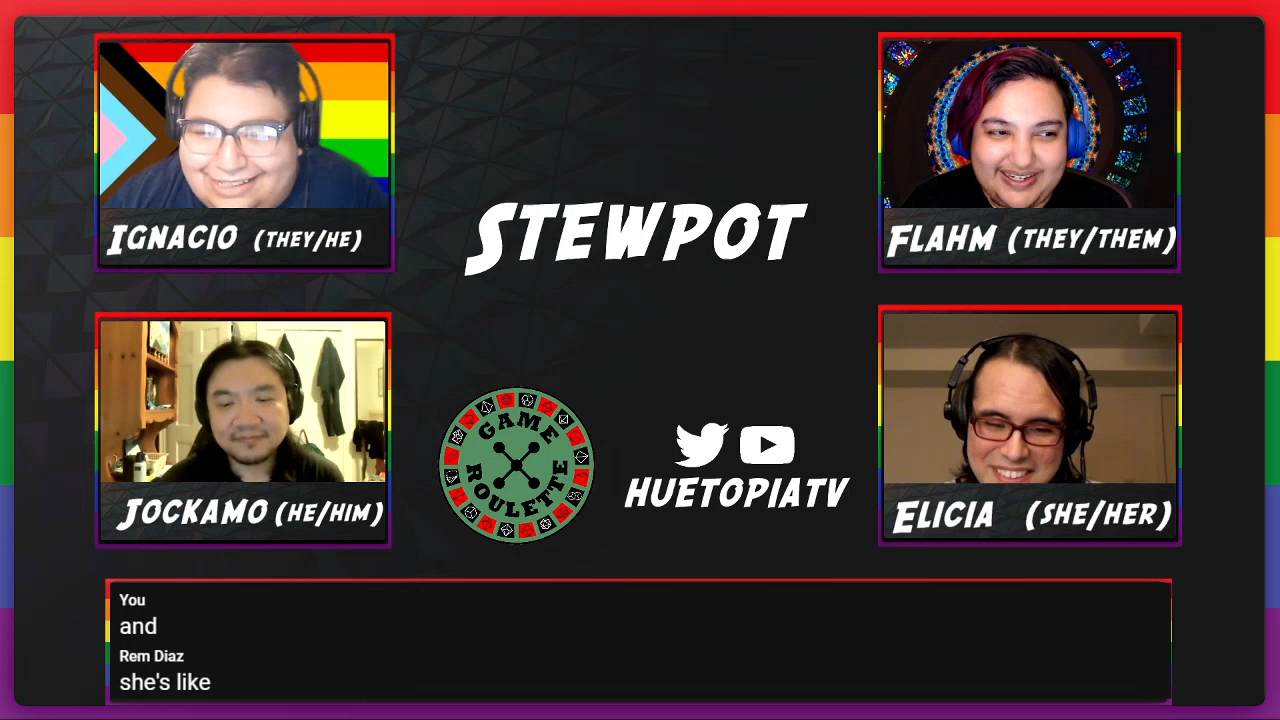 Ignacio (they/he)
Flahm (they/them)
Stewpot
Jockamo (he/him)
GAME
ROULETTE
HUETOPIATV
Elicia (she/her)
You
and
Rem Diaz
she's like